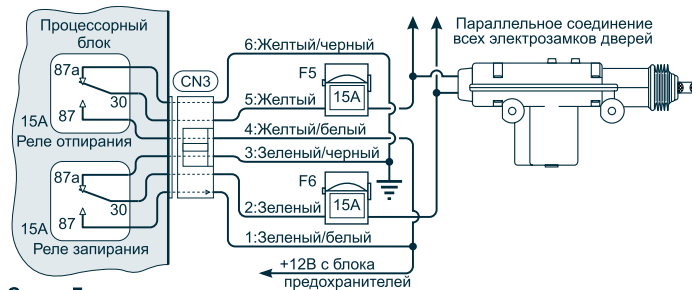 Процессорный
блок
87a
30
15A 87
Реле отпирания
87a
30
15A 87
Реле запирания
CN3
6:Желтый/черный
5:Желтый
4:Желтый/белый
3:Зеленый/черный
2:Зеленый
1:Зеленый/белый
F5
15A
F6
15A
+12В с блока
предохранителей
Параллельное соединение
всех электрозамков дверей